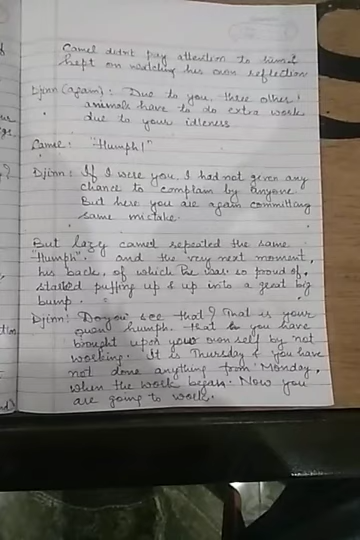 Camel didn't pay attention to himself
kept on watching his own reflection
Djinn (again): Due to you, three other
animals have to do extra work
due to your idleness
Camel: "Humph!"
Djinn: If I were you, I had not given any
chance to complain by anyone
But here you are again committing
same mistake.
But lazy camel repeated the same
"Humph". and the very next moment,
his back, of which he was so proud of,
started puffing up & up into a great big
bump.
Djinn: Do you see that? That is your
humph. That you have
brought upon your own self by not
working. It is Thursday & you have
not done anything from Monday,
when the work began. Now you
are going to work.